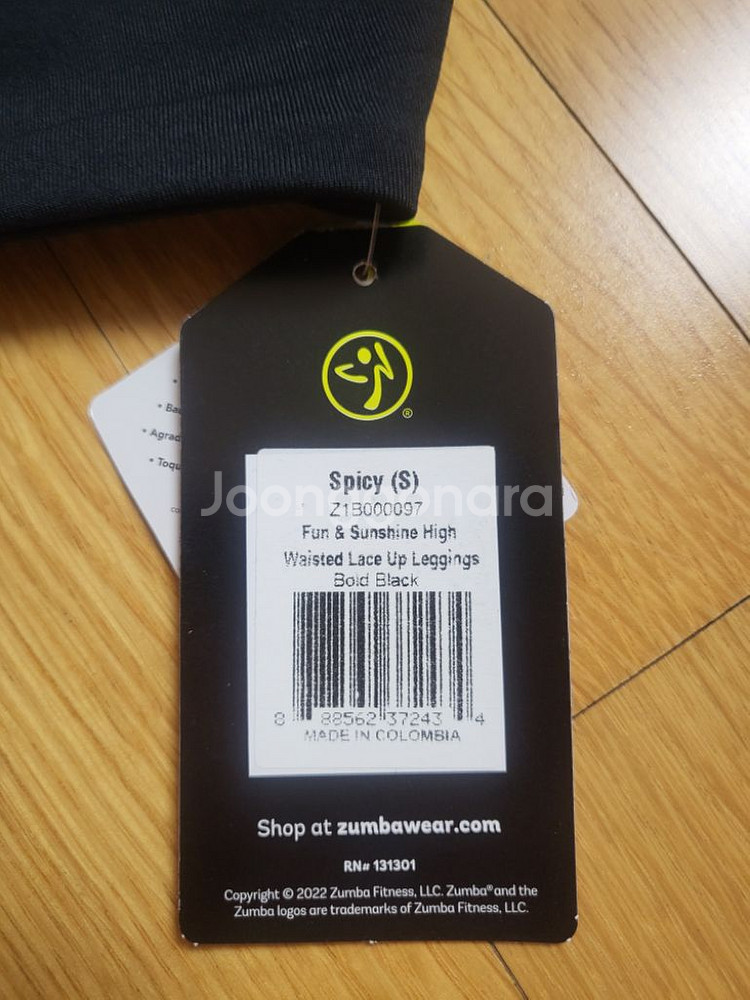 Spicy (S)
Joonggonara
Z1B000097
Fun & Sunshine High
Waisted Lace Up Leggings
Bold Black
8 88562 37243 4
MADE IN COLOMBIA
Shop at zumbawear.com
RN# 131301
Copyright © 2022 Zumba Fitness, LLC. Zumba® and the
Zumba logos are trademarks of Zumba Fitness, LLC.
®